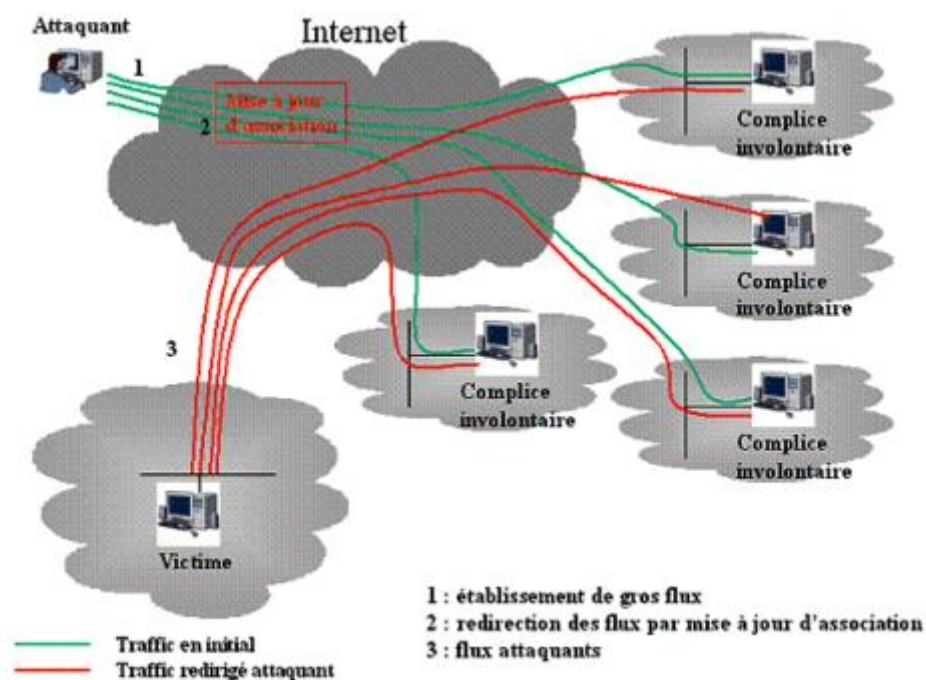 Attaquant
Internet
1
Mise à jour
2 d'association
Complice
involontaire
Complice
involontaire
3
Complice
involontaire
Complice
involontaire
Victime
1 : établissement de gros flux
2 : redirection des flux par mise à jour d'association
3 : flux attaquants
Traffic en initial
Traffic redirigé attaquant